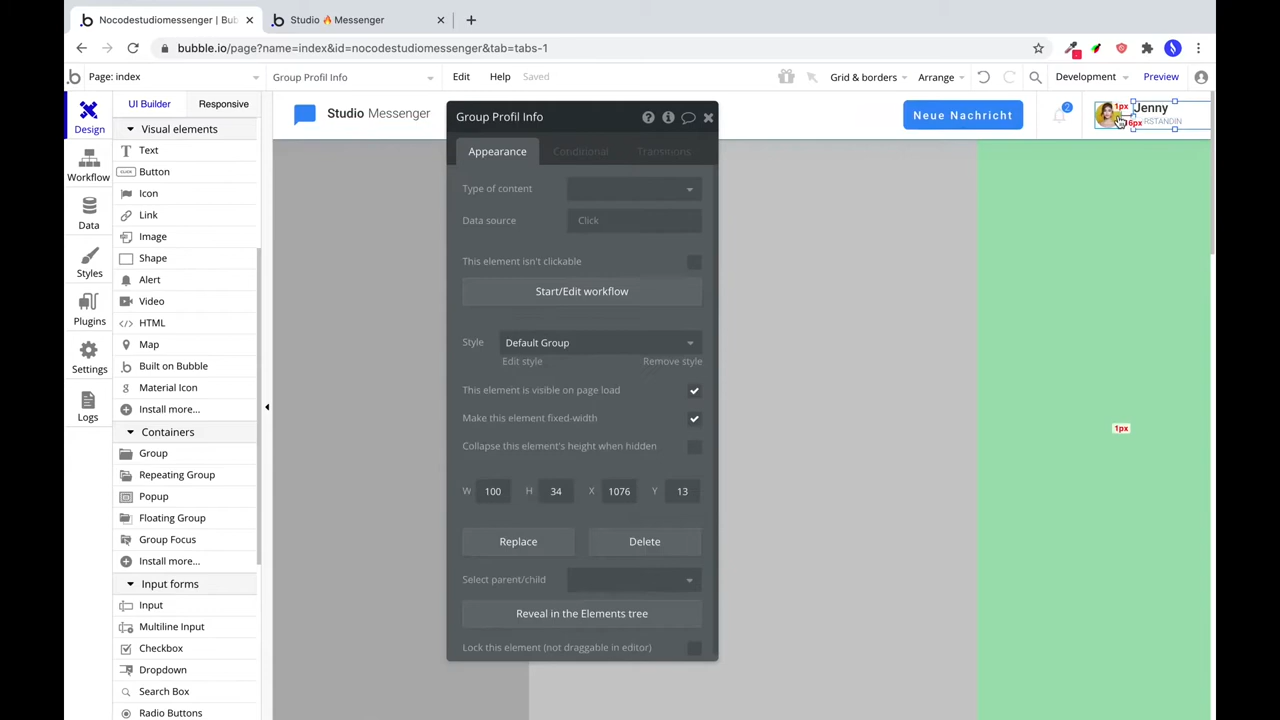 Nocodestudiomessenger | Bub
Studio 🔥 Messenger
bubble.io/page?name=index&id=nocodestudiomessenger&tab=tabs-1
Page: index
Group Profil Info
Edit
Help
Saved
Grid & borders
Arrange
Development
Preview
Design
Workflow
Data
Styles
Plugins
Settings
Logs
UI Builder
Responsive
Visual elements
Text
Button
Icon
Link
Image
Shape
Alert
Video
HTML
Map
Built on Bubble
Material Icon
Install more...
Containers
Group
Repeating Group
Popup
Floating Group
Group Focus
Install more...
Input forms
Input
Multiline Input
Checkbox
Dropdown
Search Box
Radio Buttons
Studio Messenger
Neue Nachricht
2
Jenny
1px
6px
1px
Group Profil Info
Appearance
Conditional
Transitions
Type of content
Data source
Click
This element isn't clickable
Start/Edit workflow
Style
Default Group
Edit style
Remove style
This element is visible on page load
Make this element fixed-width
Collapse this element's height when hidden
W 100 H 34 X 1076 Y 13
Replace
Delete
Select parent/child
Reveal in the Elements tree
Lock this element (not draggable in editor)